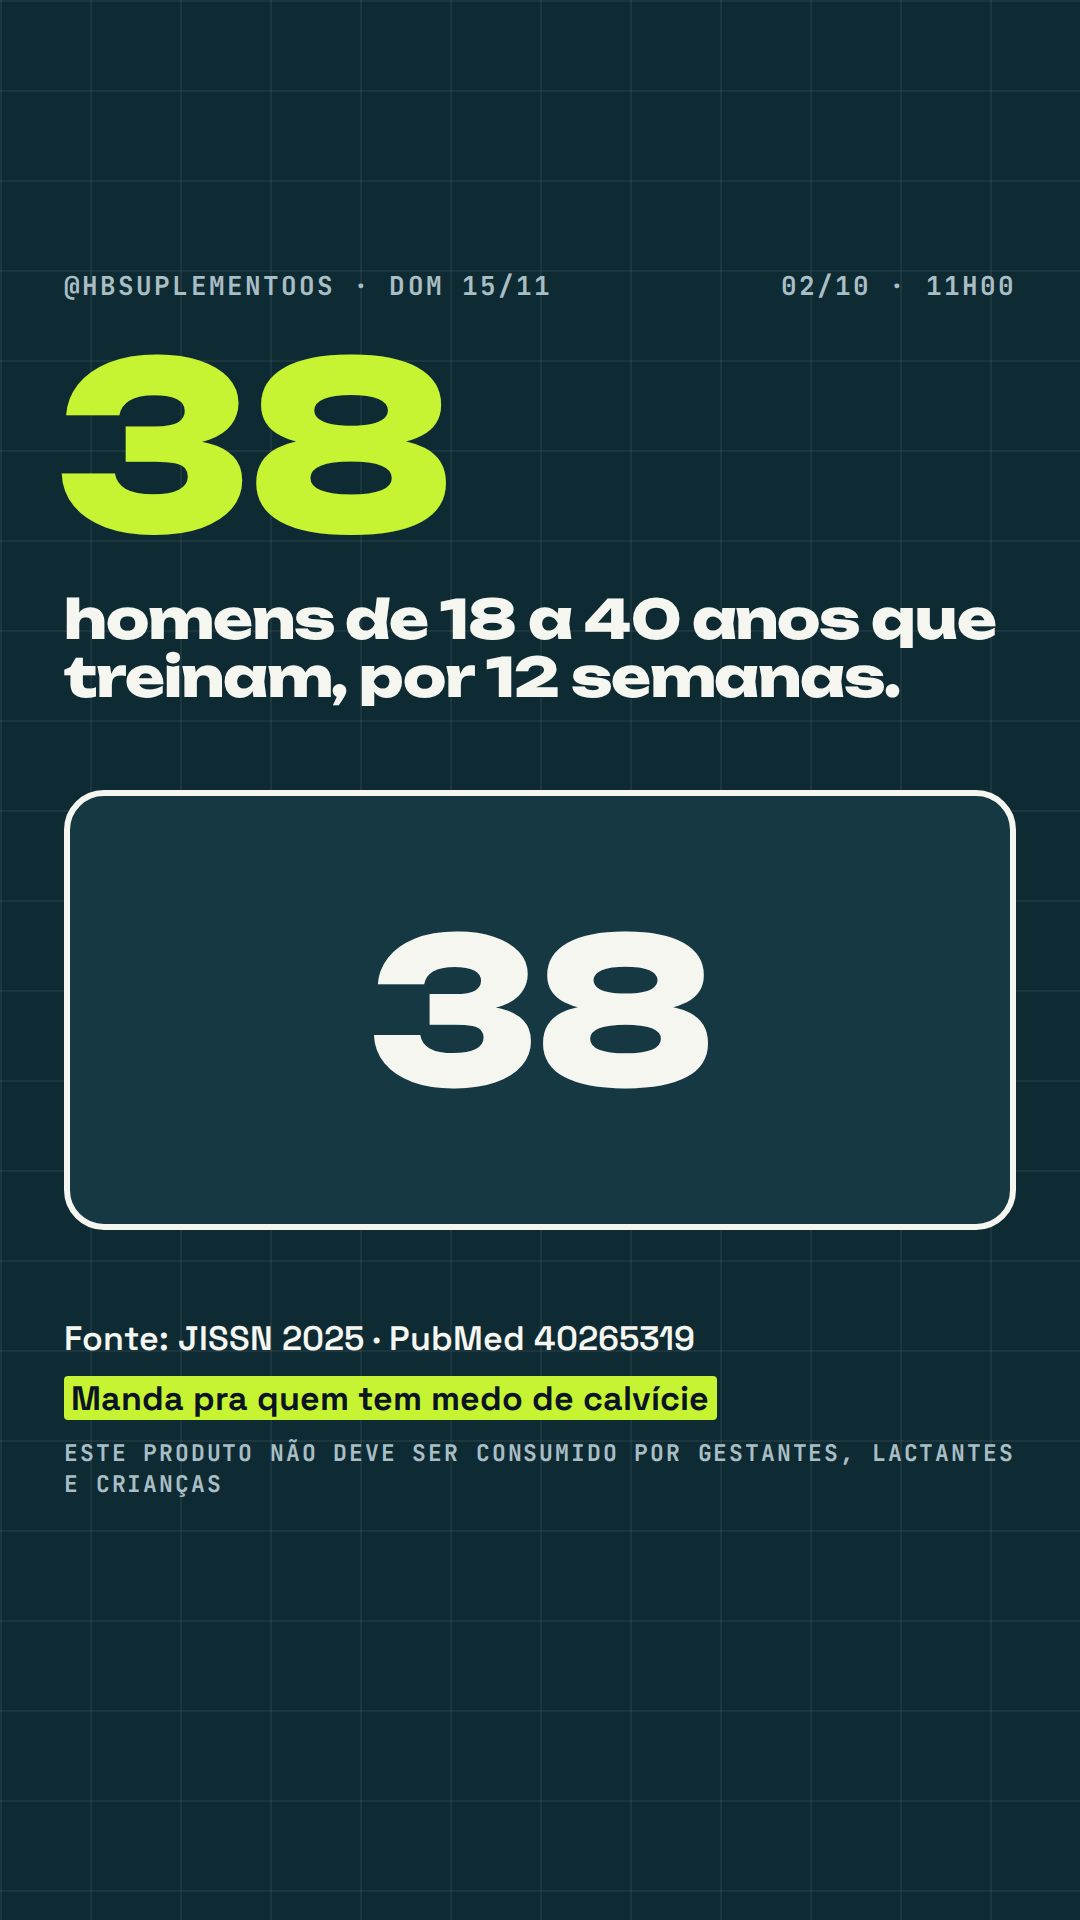 @HBSUPLEMENTOOS · DOM 15/11
02/10 · 11H00
38
homens de 18 a 40 anos que
treinam, por 12 semanas.
38
Fonte: JISSN 2025 · PubMed 40265319
Manda pra quem tem medo de calvície
ESTE PRODUTO NÃO DEVE SER CONSUMIDO POR GESTANTES, LACTANTES
E CRIANÇAS